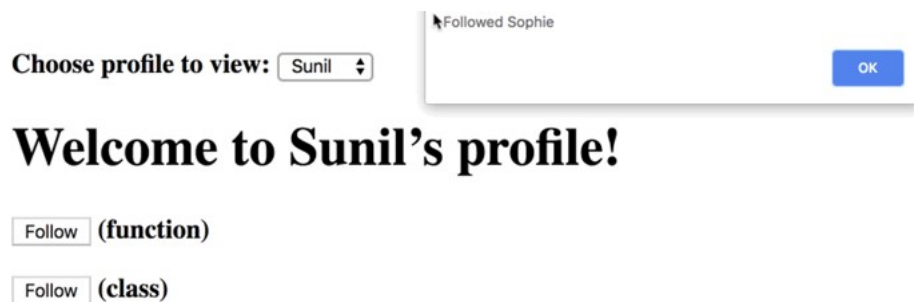 Followed Sophie
OK
Choose profile to view: Sunil
Welcome to Sunil’s profile!
Follow (function)
Follow (class)